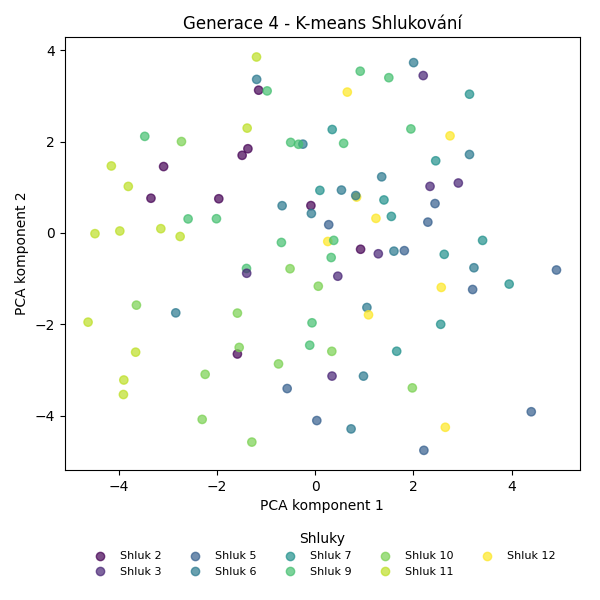 Generace 4 - K-means Shlukování
4
2
0
−2
−4
PCA komponent 2
−4 −2 0 2 4
PCA komponent 1
Shluky
Shluk 2 Shluk 5 Shluk 7 Shluk 10 Shluk 12
Shluk 3 Shluk 6 Shluk 9 Shluk 11